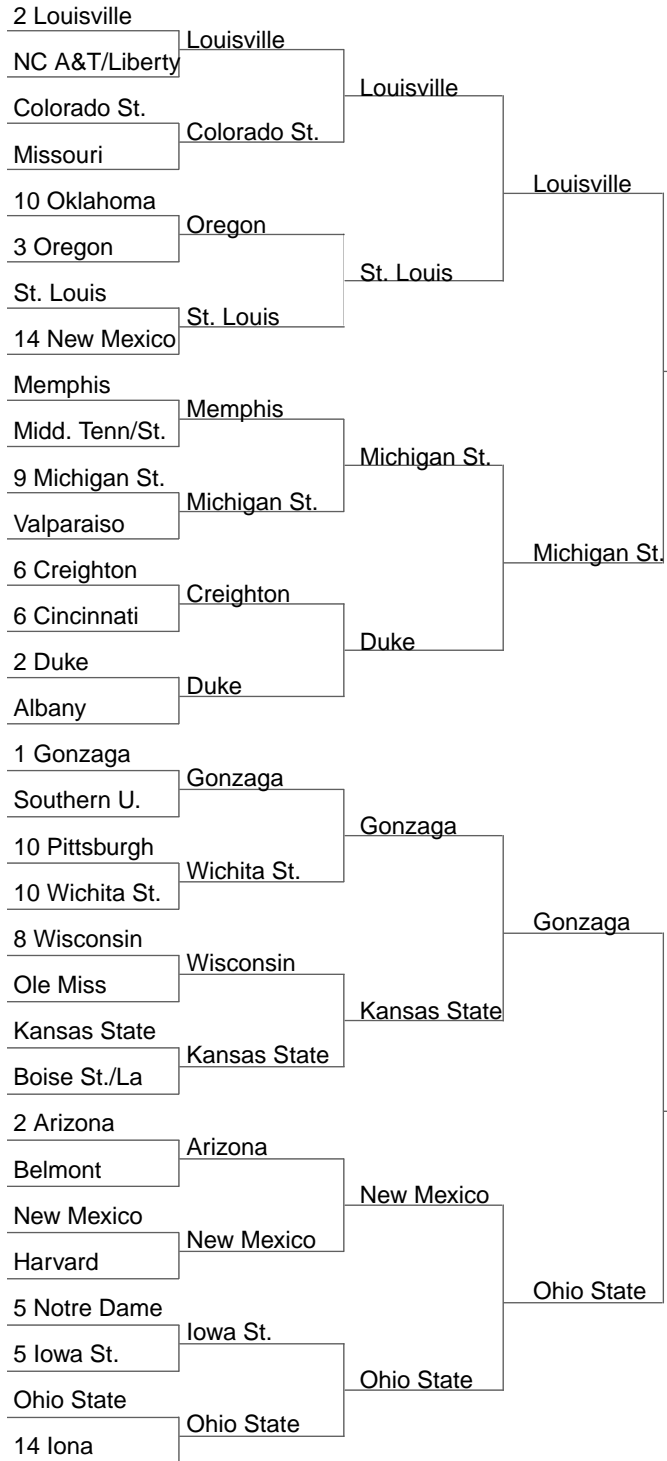 2 Louisville
Louisville
NC A&T/Liberty
Louisville
Colorado St.
Colorado St.
Missouri
Louisville
10 Oklahoma
Oregon
3 Oregon
St. Louis
St. Louis
St. Louis
14 New Mexico
Memphis
Memphis
Midd. Tenn/St.
Michigan St.
9 Michigan St.
Michigan St.
Valparaiso
Michigan St.
6 Creighton
Creighton
6 Cincinnati
Duke
2 Duke
Duke
Albany
1 Gonzaga
Gonzaga
Southern U.
Gonzaga
10 Pittsburgh
Wichita St.
10 Wichita St.
Gonzaga
8 Wisconsin
Wisconsin
Ole Miss
Kansas State
Kansas State
Kansas State
Boise St./La
2 Arizona
Arizona
Belmont
New Mexico
New Mexico
New Mexico
Harvard
Ohio State
5 Notre Dame
Iowa St.
5 Iowa St.
Ohio State
Ohio State
Ohio State
14 Iona